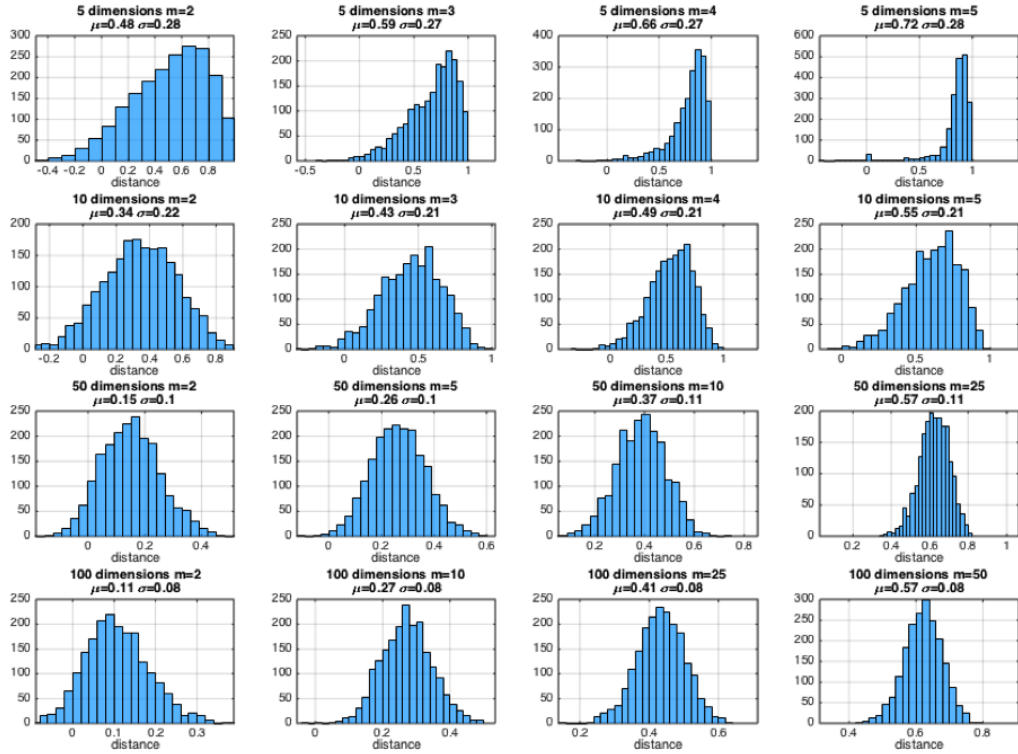 5 dimensions m=2
μ=0.48 σ=0.28
300
250
200
150
100
50
0
-0.4 -0.2 0 0.2 0.4 0.6 0.8
distance
5 dimensions m=3
μ=0.59 σ=0.27
250
200
150
100
50
0
-0.5 0 0.5 1
distance
5 dimensions m=4
μ=0.66 σ=0.27
400
300
200
100
0
0 0.5 1
distance
5 dimensions m=5
μ=0.72 σ=0.28
600
500
400
300
200
100
0
0 0.5 1
distance
10 dimensions m=2
μ=0.34 σ=0.22
200
150
100
50
0
-0.2 0 0.2 0.4 0.6 0.8
distance
10 dimensions m=3
μ=0.43 σ=0.21
250
200
150
100
50
0
0 0.5 1
distance
10 dimensions m=4
μ=0.49 σ=0.21
250
200
150
100
50
0
0 0.5 1
distance
10 dimensions m=5
μ=0.55 σ=0.21
250
200
150
100
50
0
0 0.5 1
distance
50 dimensions m=2
μ=0.15 σ=0.1
250
200
150
100
50
0
0 0.2 0.4
distance
50 dimensions m=5
μ=0.26 σ=0.1
250
200
150
100
50
0
0 0.2 0.4 0.6
distance
50 dimensions m=10
μ=0.37 σ=0.11
250
200
150
100
50
0
0.2 0.4 0.6 0.8
distance
50 dimensions m=25
μ=0.57 σ=0.11
200
150
100
50
0
0.2 0.4 0.6 0.8 1
distance
100 dimensions m=2
μ=0.11 σ=0.08
250
200
150
100
50
0
0 0.1 0.2 0.3
distance
100 dimensions m=10
μ=0.27 σ=0.08
250
200
150
100
50
0
0 0.2 0.4
distance
100 dimensions m=25
μ=0.41 σ=0.08
250
200
150
100
50
0
0.2 0.4 0.6
distance
100 dimensions m=50
μ=0.57 σ=0.08
300
250
200
150
100
50
0
0.4 0.6 0.8
distance